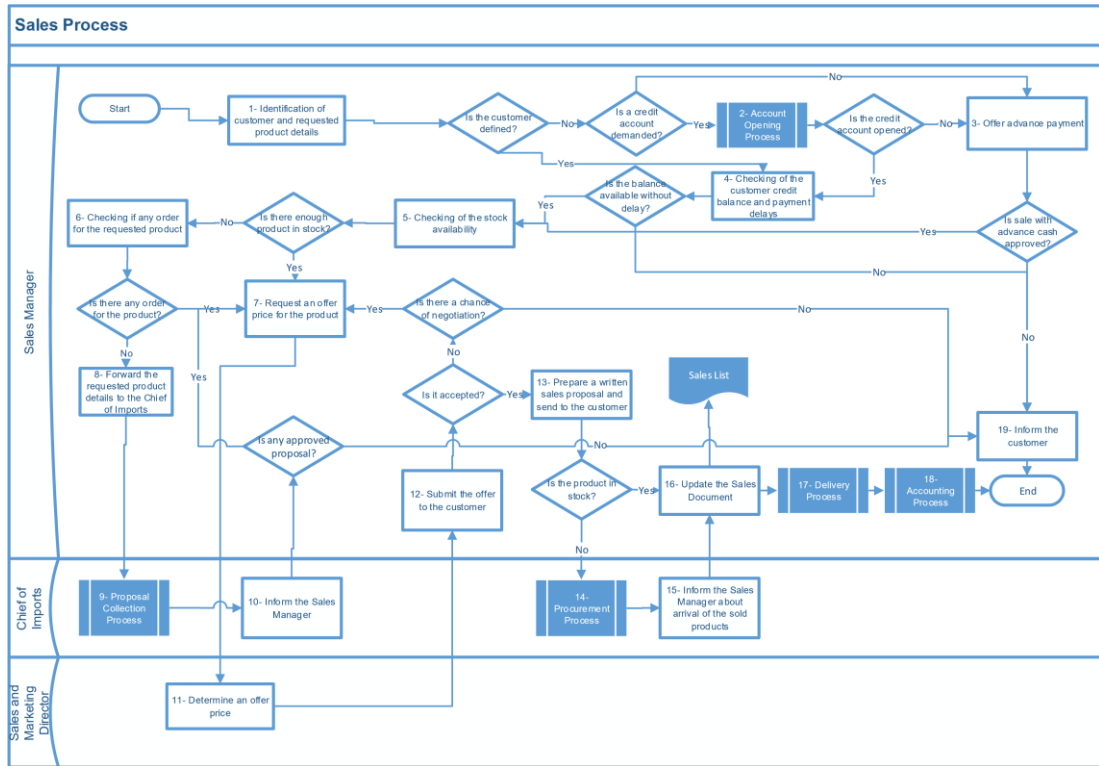 Sales Process
Sales Manager
Start
1- Identification of
customer and requested
product details
Is the customer
defined?
No
Is a credit
account
demanded?
Yes
No
2- Account
Opening
Process
Is the credit
account opened?
No
3- Offer advance payment
Yes
Yes
4- Checking of the
customer credit
balance and payment
delays
Is the balance
available without
delay?
Yes
No
Is sale with
advance cash
approved?
Yes
No
5- Checking of the stock
availability
Is there enough
product in stock?
No
Yes
6- Checking if any order
for the requested product
Is there any order
for the product?
Yes
No
7- Request an offer
price for the product
Yes
Is there a chance
of negotiation?
No
No
8- Forward the
requested product
details to the Chief
of Imports
Yes
Is it accepted?
Yes
13- Prepare a written
sales proposal and
send to the customer
Sales List
Is any approved
proposal?
No
19- Inform the
customer
12- Submit the offer
to the customer
Is the product in
stock?
Yes
No
16- Update the Sales
Document
17- Delivery
Process
18-
Accounting
Process
End
Chief of
Imports
9- Proposal
Collection
Process
10- Inform the Sales
Manager
14-
Procurement
Process
15- Inform the Sales
Manager about
arrival of the sold
products
Sales and
Marketing
Director
11- Determine an offer
price